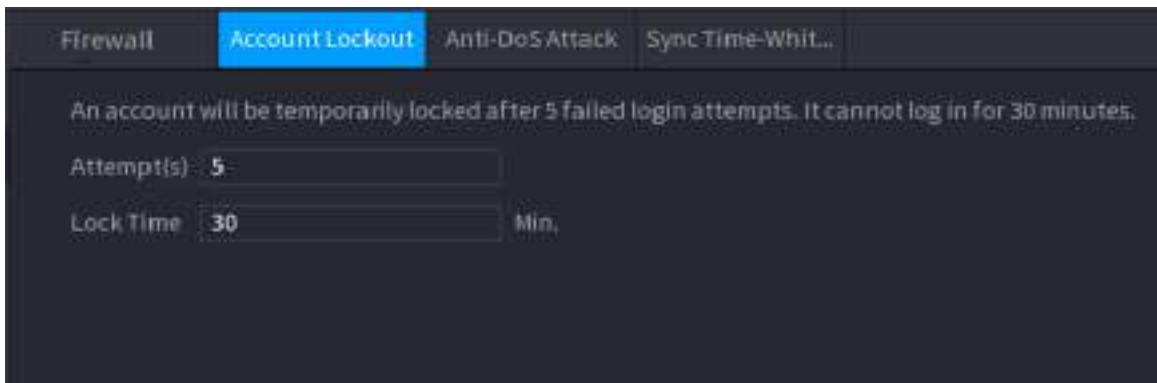 Firewall
Account Lockout
Anti-DoS Attack
Sync Time-Whit...
An account will be temporarily locked after 5 failed login attempts. It cannot log in for 30 minutes.
Attempt(s) 5
Lock Time 30 Min.